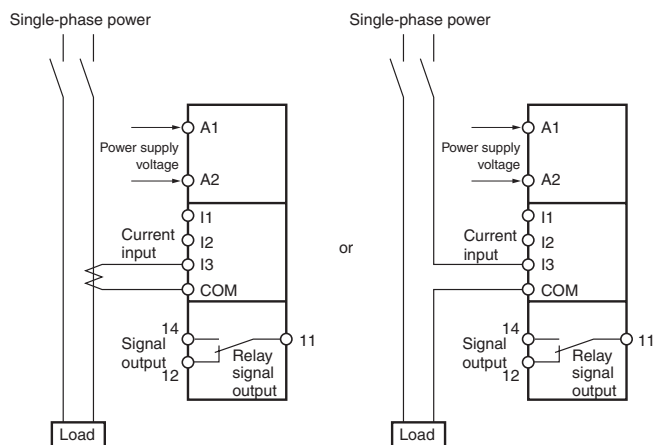 Single-phase power
A1
Power supply
voltage
A2
I1
I2
Current
input
I3
COM
14
Signal
output
12
11
Relay
signal
output
Load
or
Single-phase power
A1
Power supply
voltage
A2
I1
I2
Current
input
I3
COM
14
Signal
output
12
11
Relay
signal
output
Load